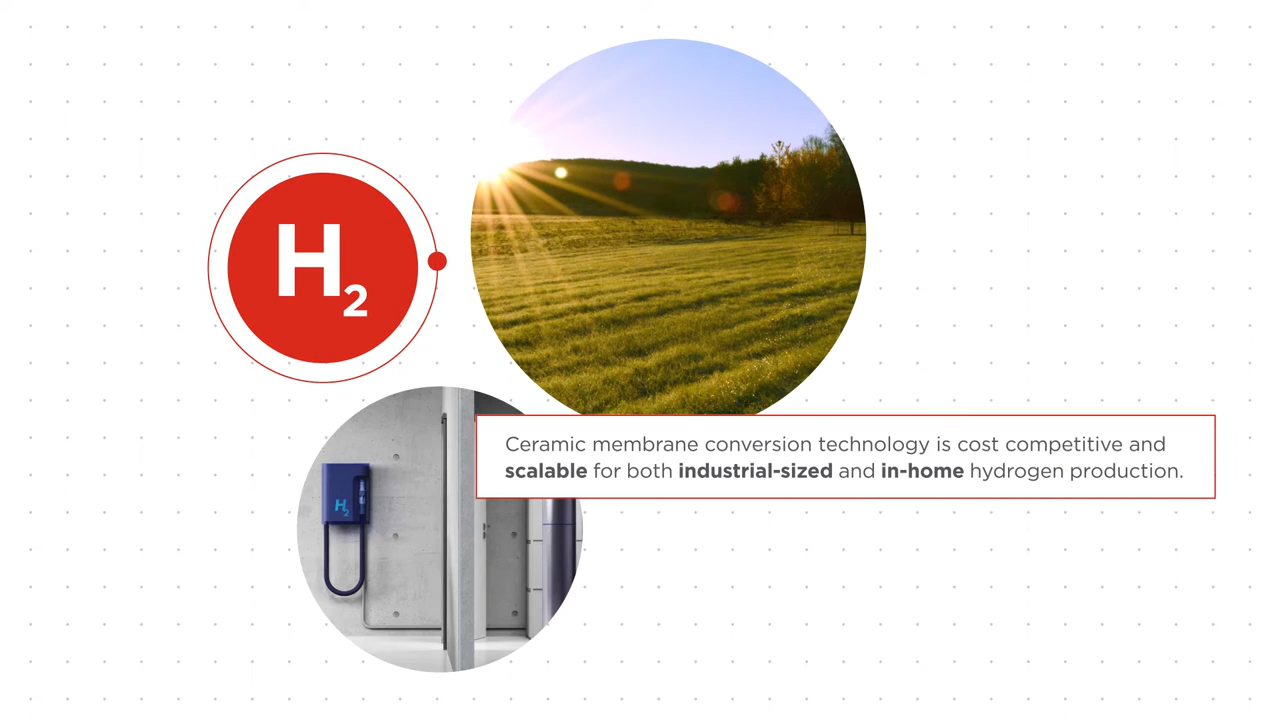 H2
Ceramic membrane conversion technology is cost competitive and
scalable for both industrial-sized and in-home hydrogen production.
H2